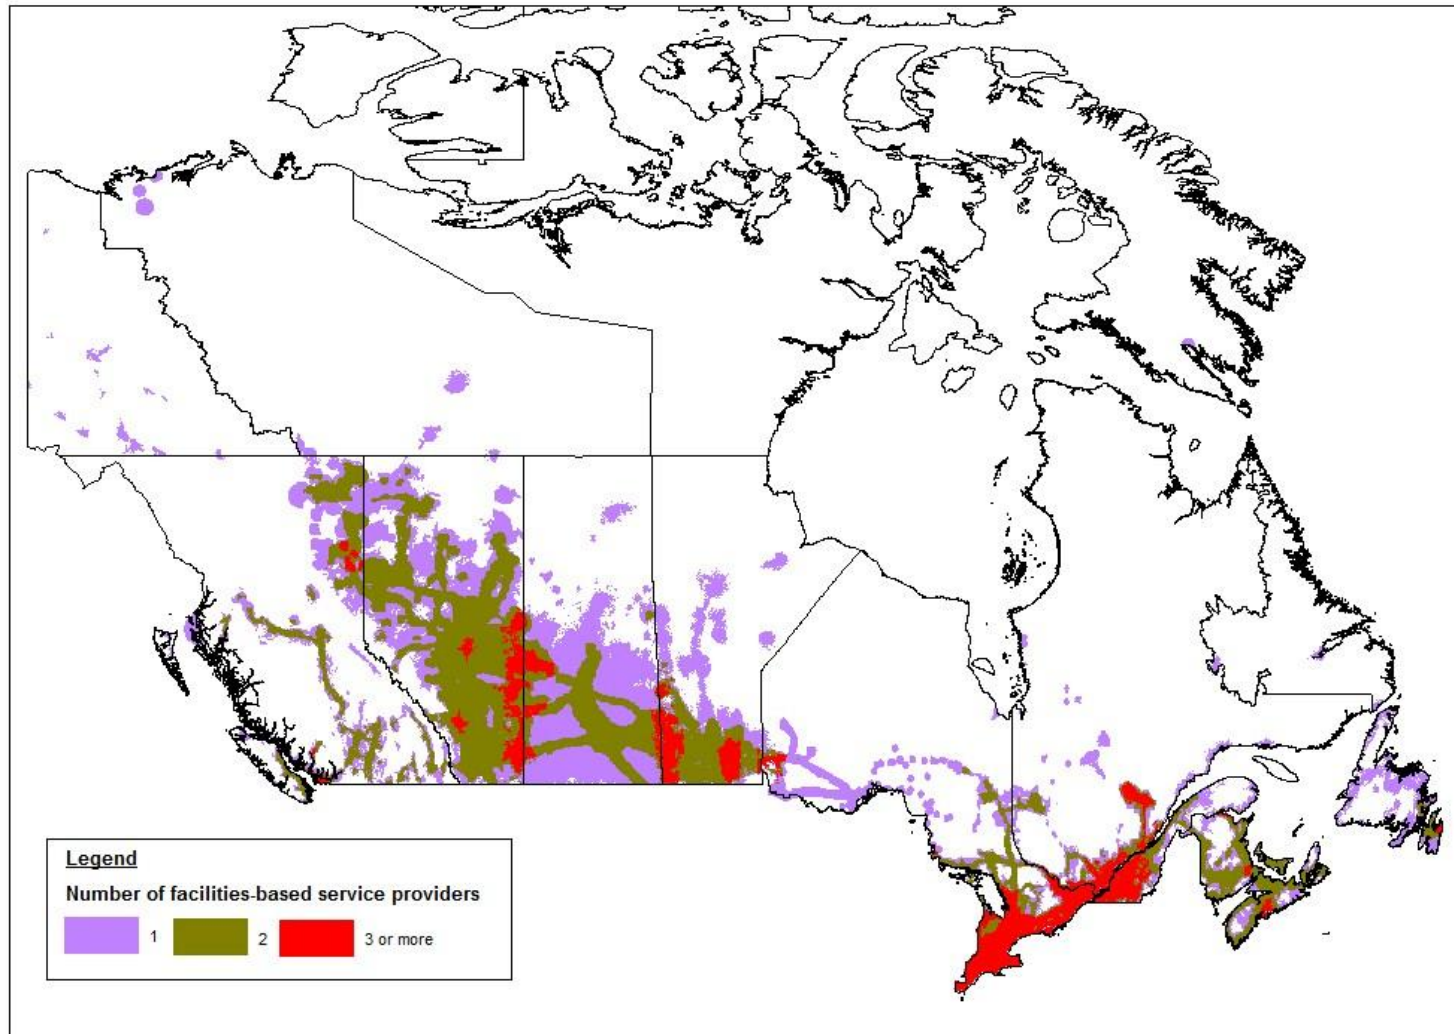 Legend
Number of facilities-based service providers
1 2 3 or more